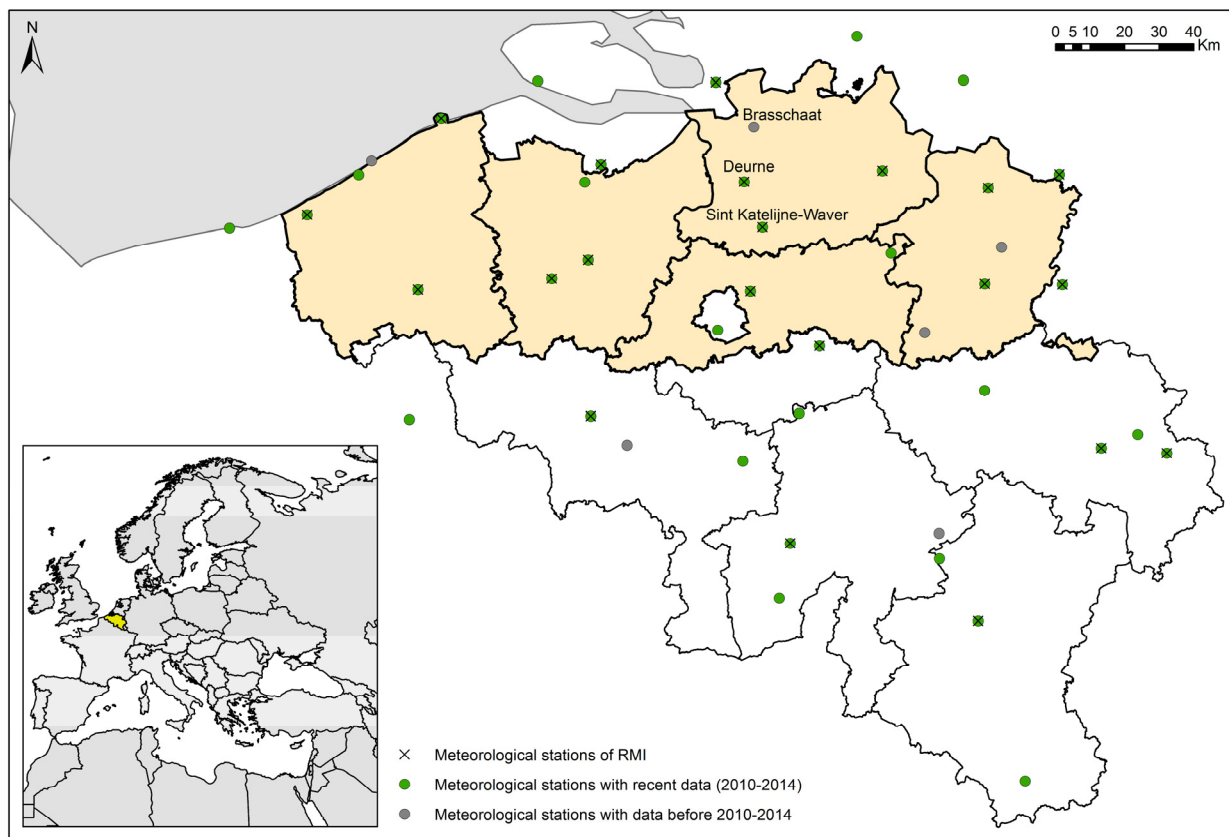 N
0 5 10 20 30 40
Km
Brasschaat
Deurne
Sint Katelijne-Waver
Meteorological stations of RMI
Meteorological stations with recent data (2010-2014)
Meteorological stations with data before 2010-2014